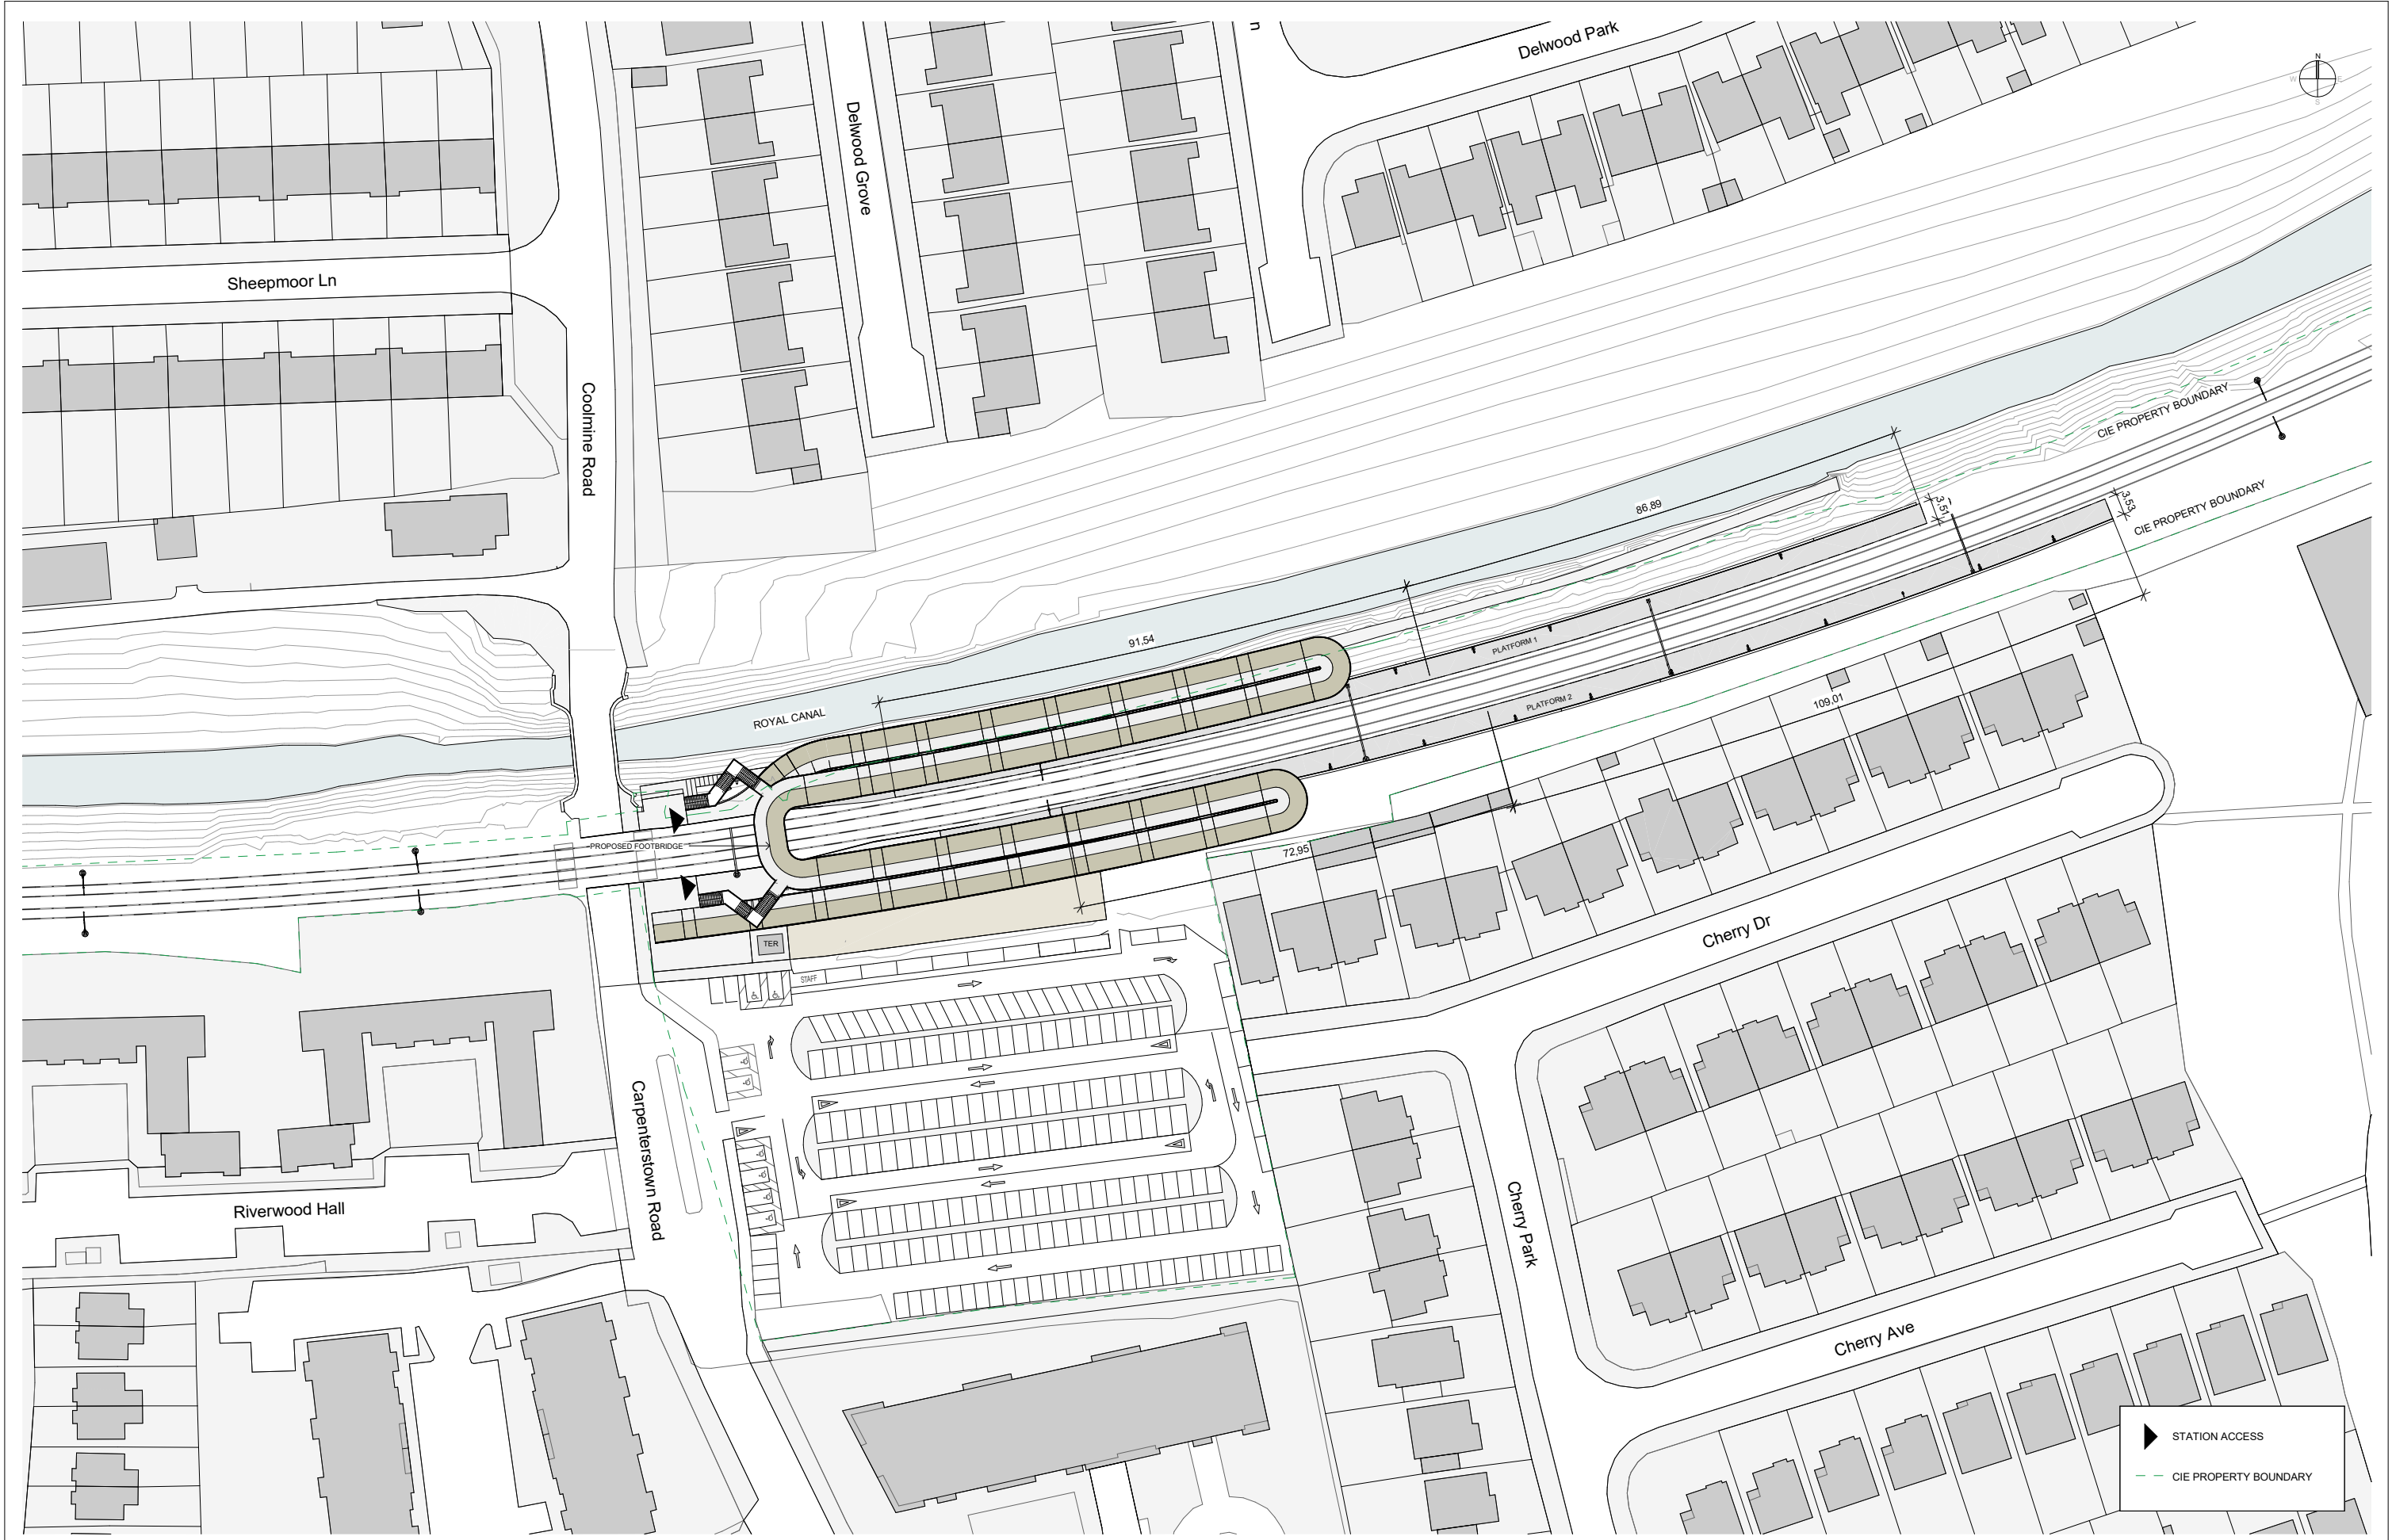 Delwood Park
N
W
E
S
Delwood Grove
Sheepmoor Ln
Coolmine Road
CIE PROPERTY BOUNDARY
86,89
3,51
3,53
CIE PROPERTY BOUNDARY
91,54
PLATFORM 1
ROYAL CANAL
PLATFORM 2
109,01
PROPOSED FOOTBRIDGE
72,95
TER
STAFF
Cherry Dr
Carpenterstown Road
Riverwood Hall
Cherry Park
Cherry Ave
STATION ACCESS
CIE PROPERTY BOUNDARY